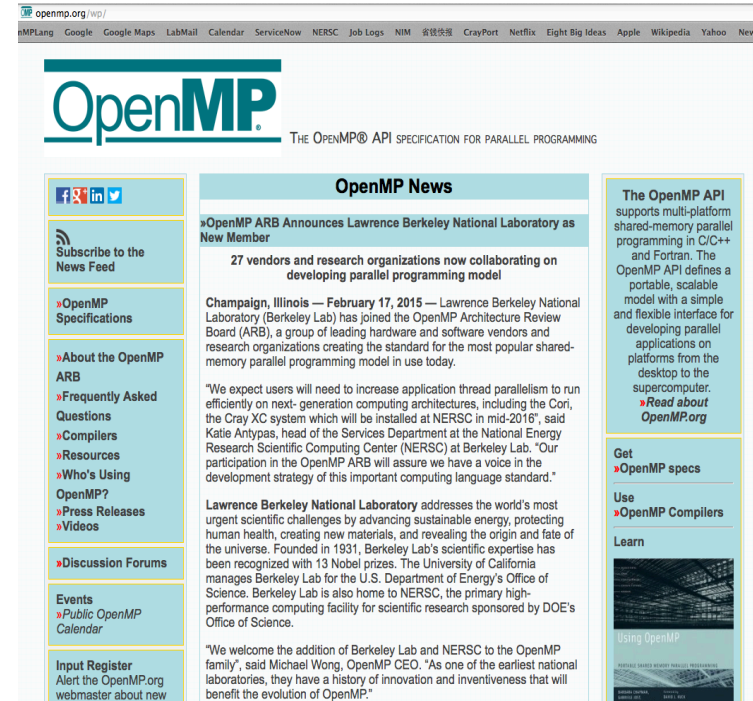 openmp.org/wp/
nMPLang Google Google Maps LabMail Calendar ServiceNow NERSC Job Logs NIM 省钱快报 CrayPort Netflix Eight Big Ideas Apple Wikipedia Yahoo New
OpenMP®
THE OPENMP® API SPECIFICATION FOR PARALLEL PROGRAMMING
Subscribe to the
News Feed
»OpenMP
Specifications
»About the OpenMP
ARB
»Frequently Asked
Questions
»Compilers
»Resources
»Who's Using
OpenMP?
»Press Releases
»Videos
»Discussion Forums
Events
»Public OpenMP
Calendar
Input Register
Alert the OpenMP.org
webmaster about new
OpenMP News
»OpenMP ARB Announces Lawrence Berkeley National Laboratory as
New Member
27 vendors and research organizations now collaborating on
developing parallel programming model
Champaign, Illinois — February 17, 2015 — Lawrence Berkeley National
Laboratory (Berkeley Lab) has joined the OpenMP Architecture Review
Board (ARB), a group of leading hardware and software vendors and
research organizations creating the standard for the most popular shared-
memory parallel programming model in use today.
“We expect users will need to increase application thread parallelism to run
efficiently on next- generation computing architectures, including the Cori,
the Cray XC system which will be installed at NERSC in mid-2016”, said
Katie Antypas, head of the Services Department at the National Energy
Research Scientific Computing Center (NERSC) at Berkeley Lab. “Our
participation in the OpenMP ARB will assure we have a voice in the
development strategy of this important computing language standard.”
Lawrence Berkeley National Laboratory addresses the world’s most
urgent scientific challenges by advancing sustainable energy, protecting
human health, creating new materials, and revealing the origin and fate of
the universe. Founded in 1931, Berkeley Lab’s scientific expertise has
been recognized with 13 Nobel prizes. The University of California
manages Berkeley Lab for the U.S. Department of Energy’s Office of
Science. Berkeley Lab is also home to NERSC, the primary high-
performance computing facility for scientific research sponsored by DOE’s
Office of Science.
“We welcome the addition of Berkeley Lab and NERSC to the OpenMP
family”, said Michael Wong, OpenMP CEO. “As one of the earliest national
laboratories, they have a history of innovation and inventiveness that will
benefit the evolution of OpenMP.”
The OpenMP API
supports multi-platform
shared-memory parallel
programming in C/C++
and Fortran. The
OpenMP API defines a
portable, scalable
model with a simple
and flexible interface for
developing parallel
applications on
platforms from the
desktop to the
supercomputer.
»Read about
OpenMP.org
Get
»OpenMP specs
Use
»OpenMP Compilers
Learn
Using OpenMP
PORTABLE SHARED MEMORY PARALLEL PROGRAMMING